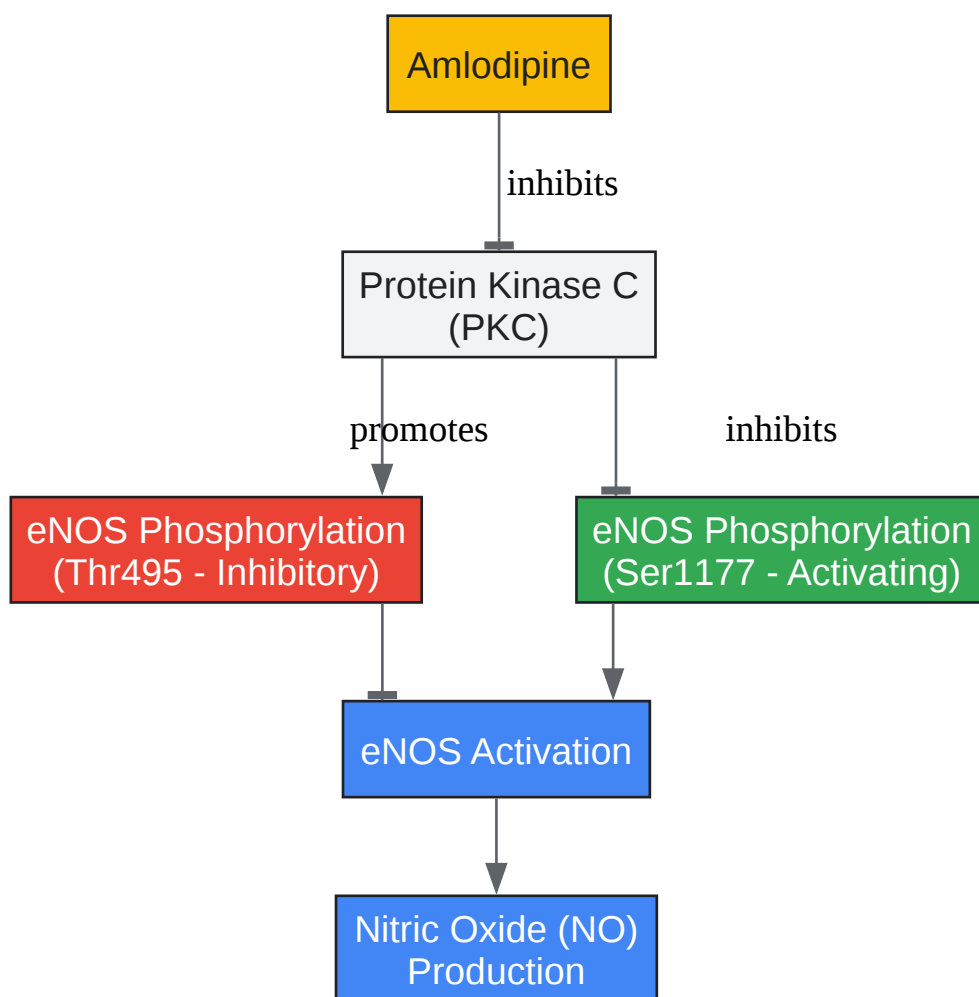 Amlodipine
inhibits
Protein Kinase C
(PKC)
promotes
inhibits
eNOS Phosphorylation
(Thr495 - Inhibitory)
eNOS Phosphorylation
(Ser1177 - Activating)
eNOS Activation
Nitric Oxide (NO)
Production